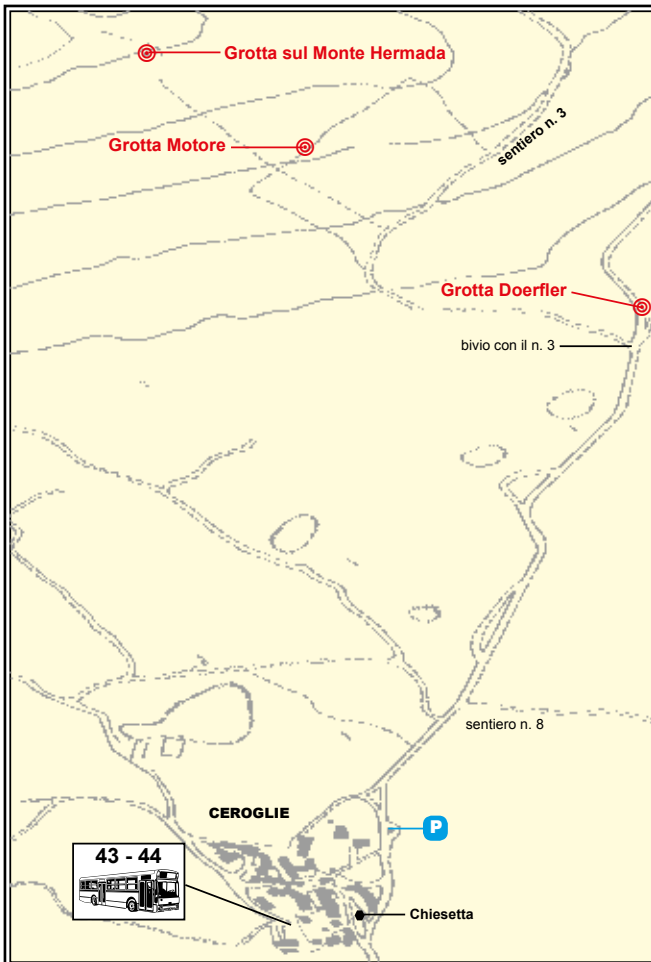 Grotta sul Monte Hermada
Grotta Motore
sentiero n. 3
Grotta Doerfler
bivio con il n. 3
sentiero n. 8
CEROGLIE
P
43 - 44
Chiesetta